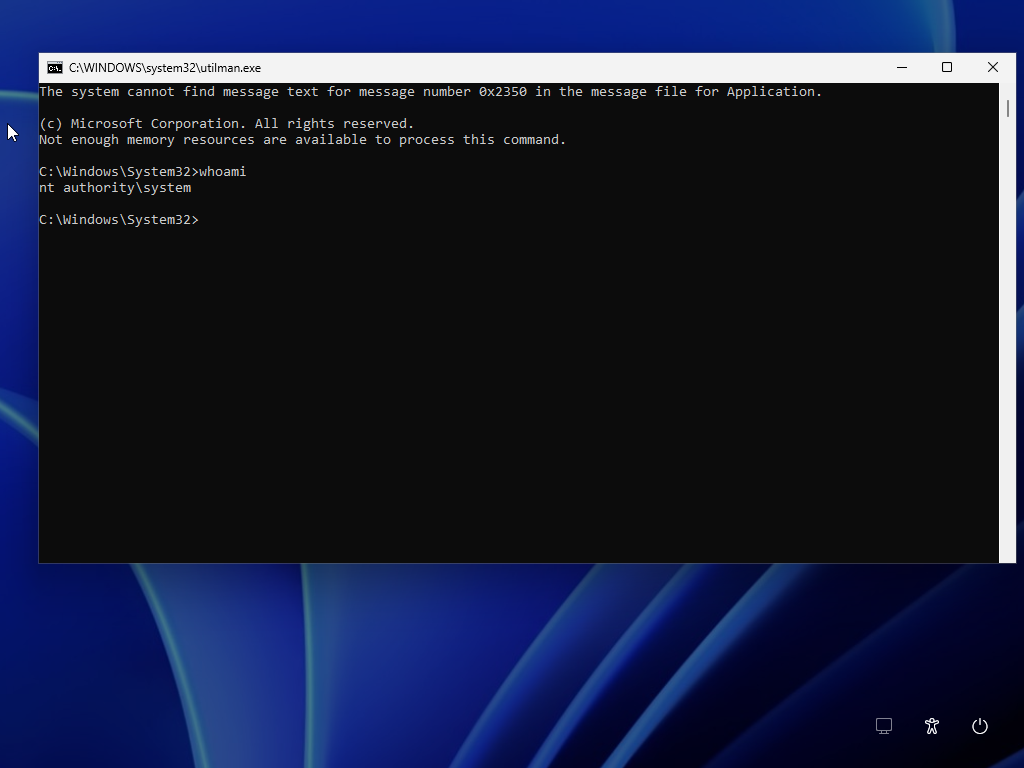 C:\WINDOWS\system32\utilman.exe
The system cannot find message text for message number 0x2350 in the message file for Application.
(c) Microsoft Corporation. All rights reserved.
Not enough memory resources are available to process this command.
C:\Windows\System32>whoami
nt authority\system
C:\Windows\System32>